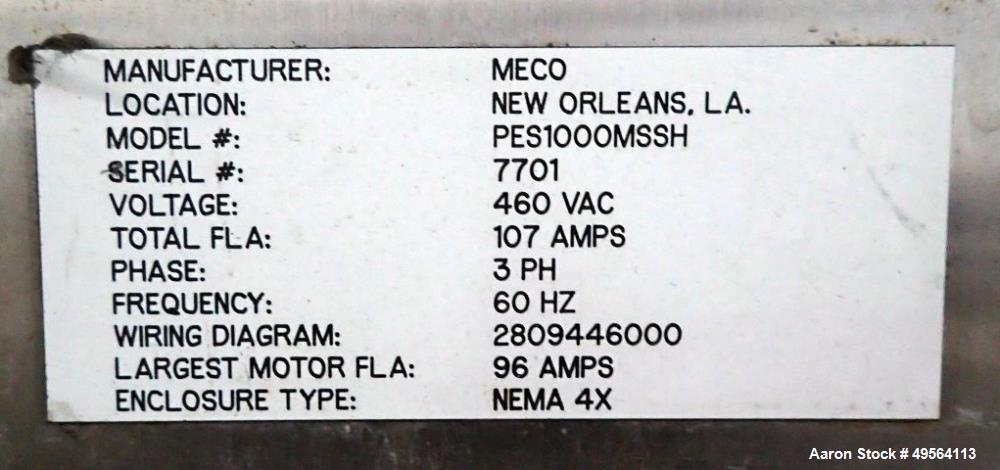 MANUFACTURER: MECO
LOCATION: NEW ORLEANS, LA.
MODEL #: PES1000MSSH
SERIAL #: 7701
VOLTAGE: 460 VAC
TOTAL FLA: 107 AMPS
PHASE: 3 PH
FREQUENCY: 60 HZ
WIRING DIAGRAM: 2809446000
LARGEST MOTOR FLA: 96 AMPS
ENCLOSURE TYPE: NEMA 4X
Aaron Stock # 49564113